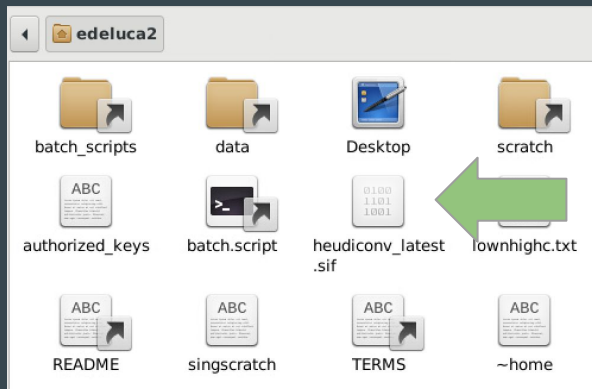 edeluca2
batch_scripts
data
Desktop
scratch
ABC
0100
1101
1001
authorized_keys
batch.script
heudiconv_latest
.sif
lownhighc.txt
ABC
ABC
ABC
ABC
README
singscratch
TERMS
~home